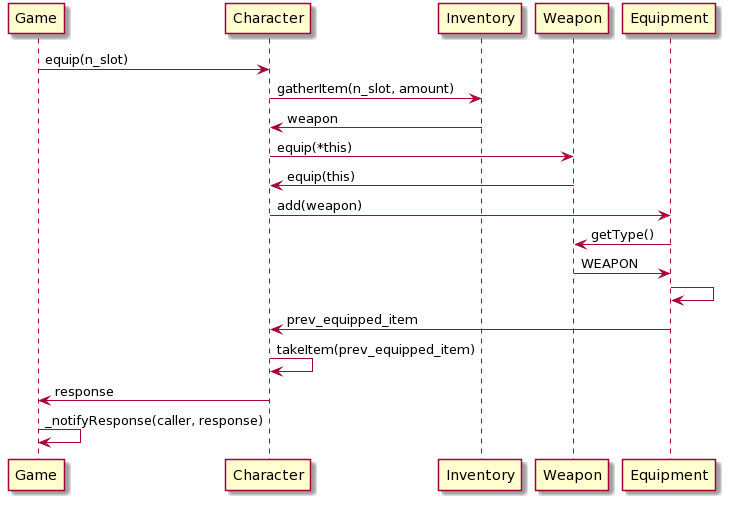 Game Character Inventory Weapon Equipment
equip(n_slot)
gatherItem(n_slot, amount)
weapon
equip(*this)
equip(this)
add(weapon)
getType()
WEAPON
prev_equipped_item
takeItem(prev_equipped_item)
response
_notifyResponse(caller, response)
Game Character Inventory Weapon Equipment